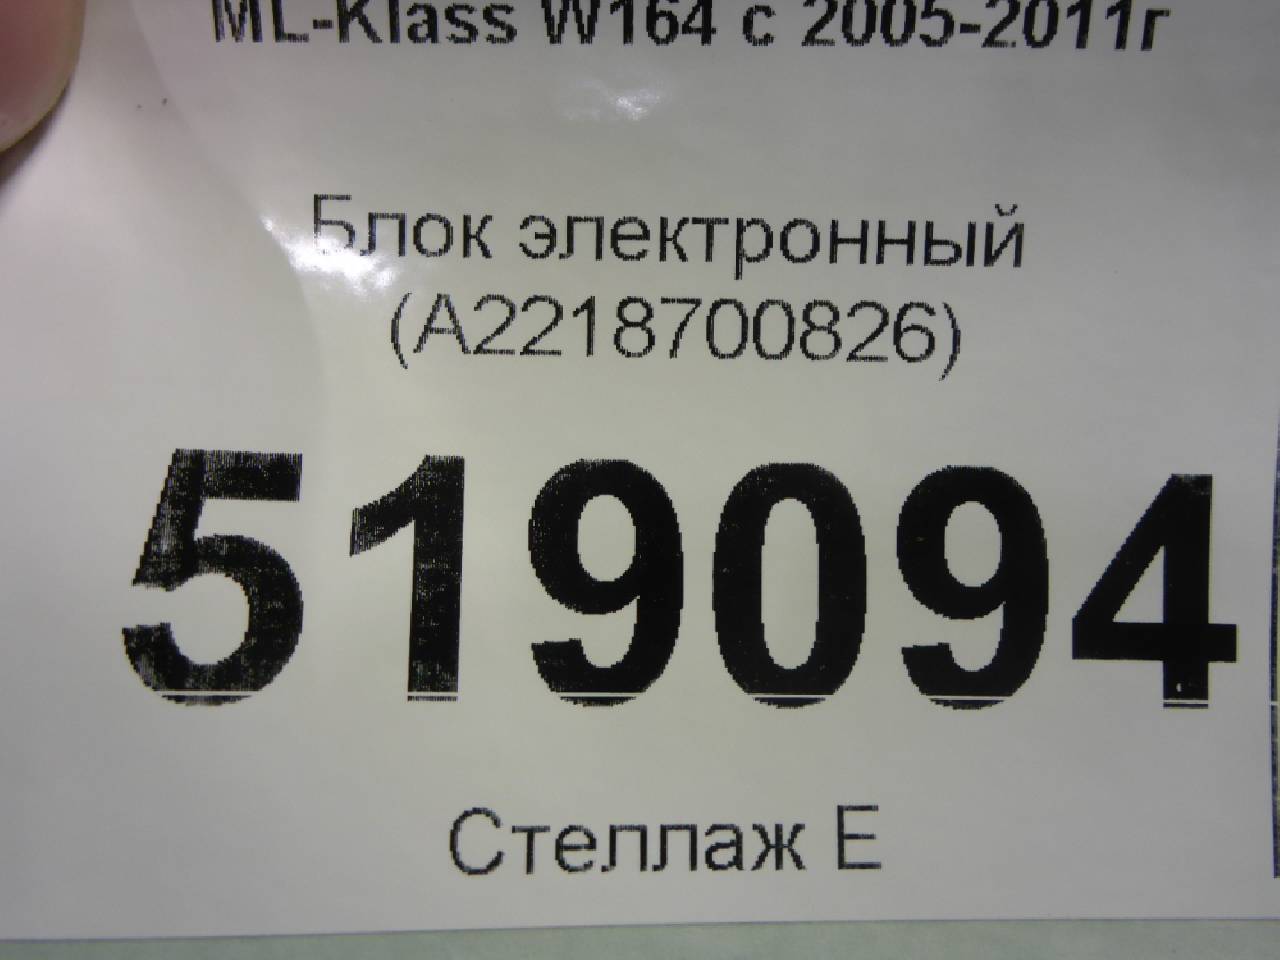 ML-Klass W164 с 2005-2011г
Блок электронный
(A2218700826)
519094
Стеллаж Е